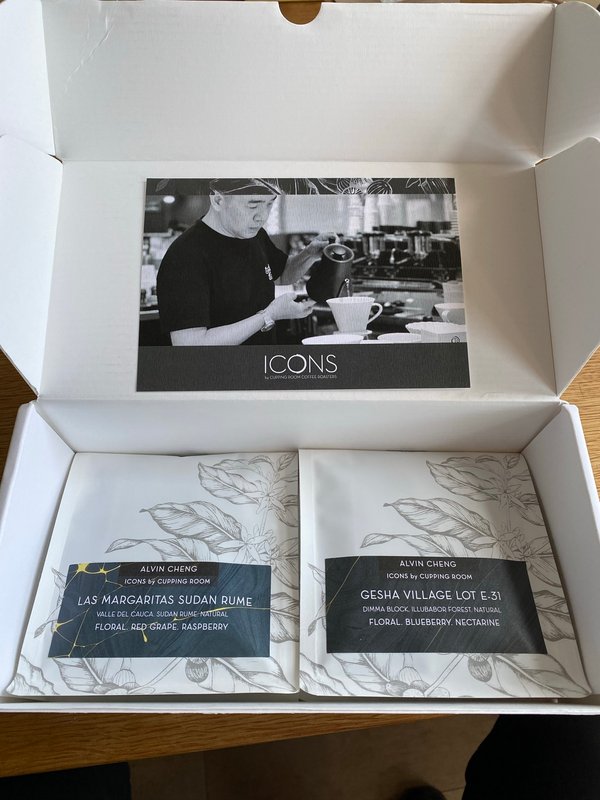 ICONS
by CUPPING ROOM COFFEE ROASTERS
ALVIN CHENG
ICONS by CUPPING ROOM
LAS MARGARITAS SUDAN RUME
VALLE DEL CAUCA. SUDAN RUME. NATURAL
FLORAL. RED GRAPE. RASPBERRY
ALVIN CHENG
ICONS by CUPPING ROOM
GESHA VILLAGE LOT E-31
DIMMA BLOCK, ILLUBABOR FOREST. NATURAL
FLORAL. BLUEBERRY. NECTARINE